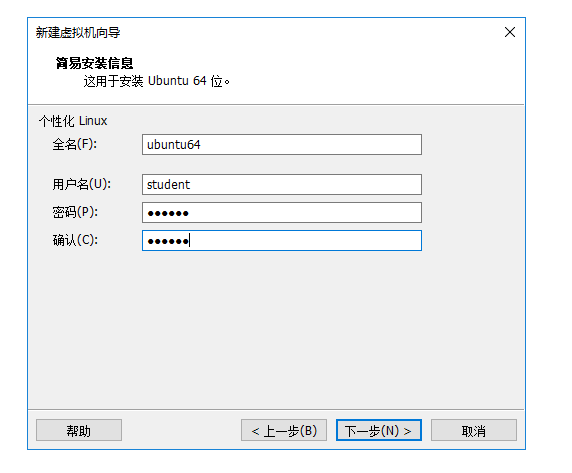 新建虚拟机向导
简易安装信息
这用于安装 Ubuntu 64 位。
个性化 Linux
全名(F): ubuntu64
用户名(U): student
密码(P): ●●●●●●
确认(C): ●●●●●●
帮助 < 上一步(B) 下一步(N) > 取消